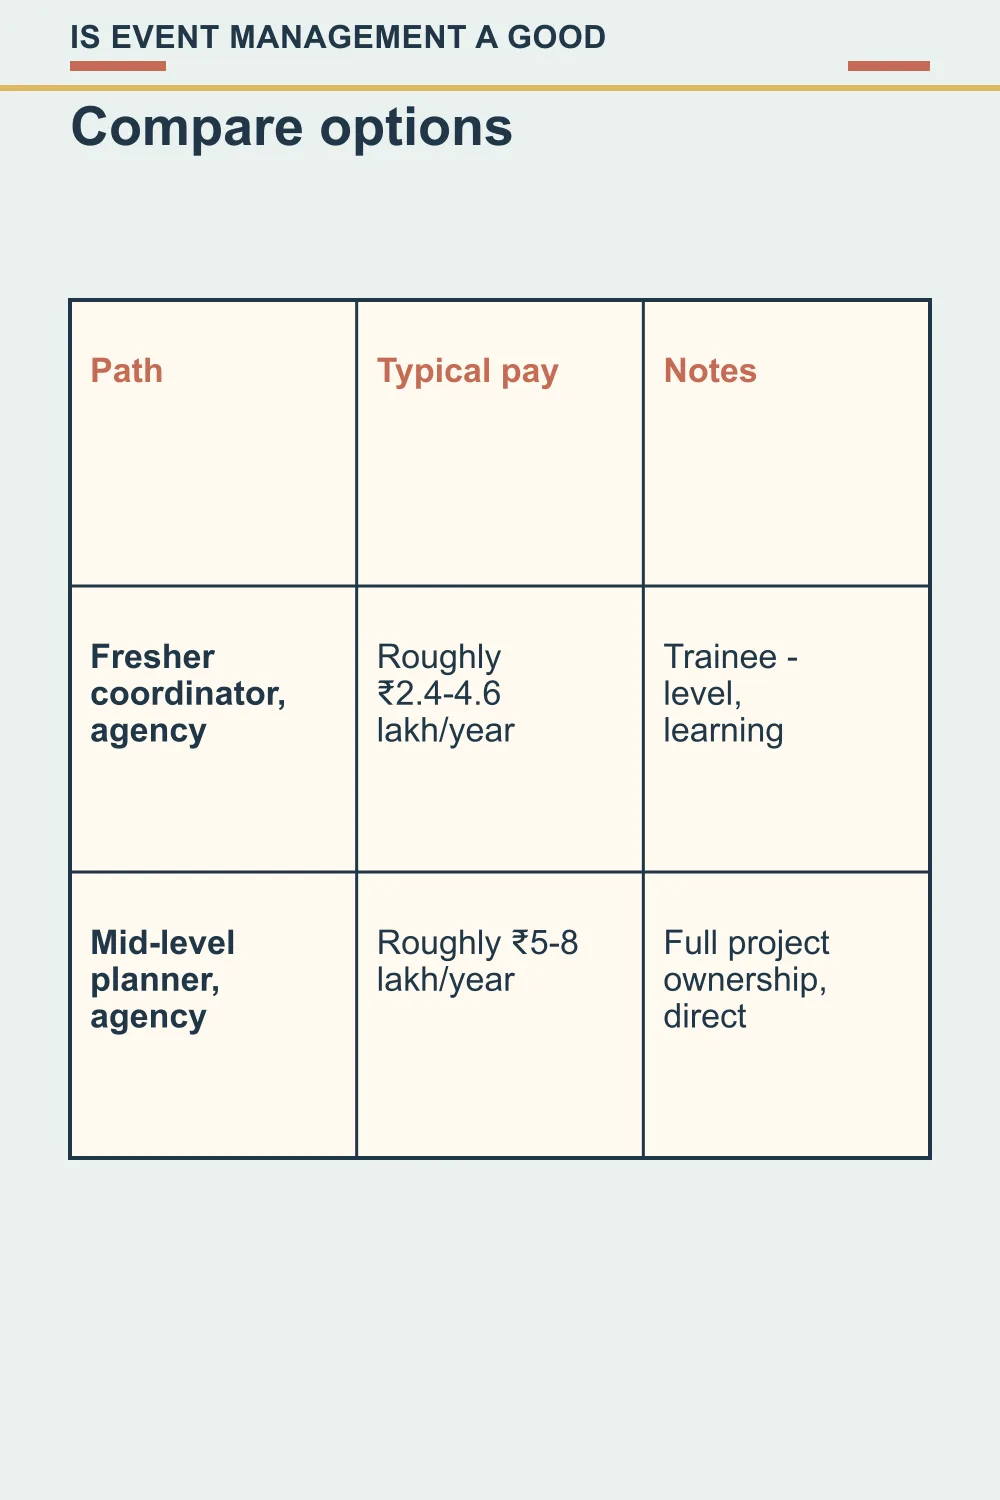 IS EVENT MANAGEMENT A GOOD
Compare options
Path
Typical pay
Notes
Fresher
coordinator,
agency
Roughly
₹2.4-4.6
lakh/year
Trainee -
level,
learning
Mid-level
planner,
agency
Roughly ₹5-8
lakh/year
Full project
ownership,
direct